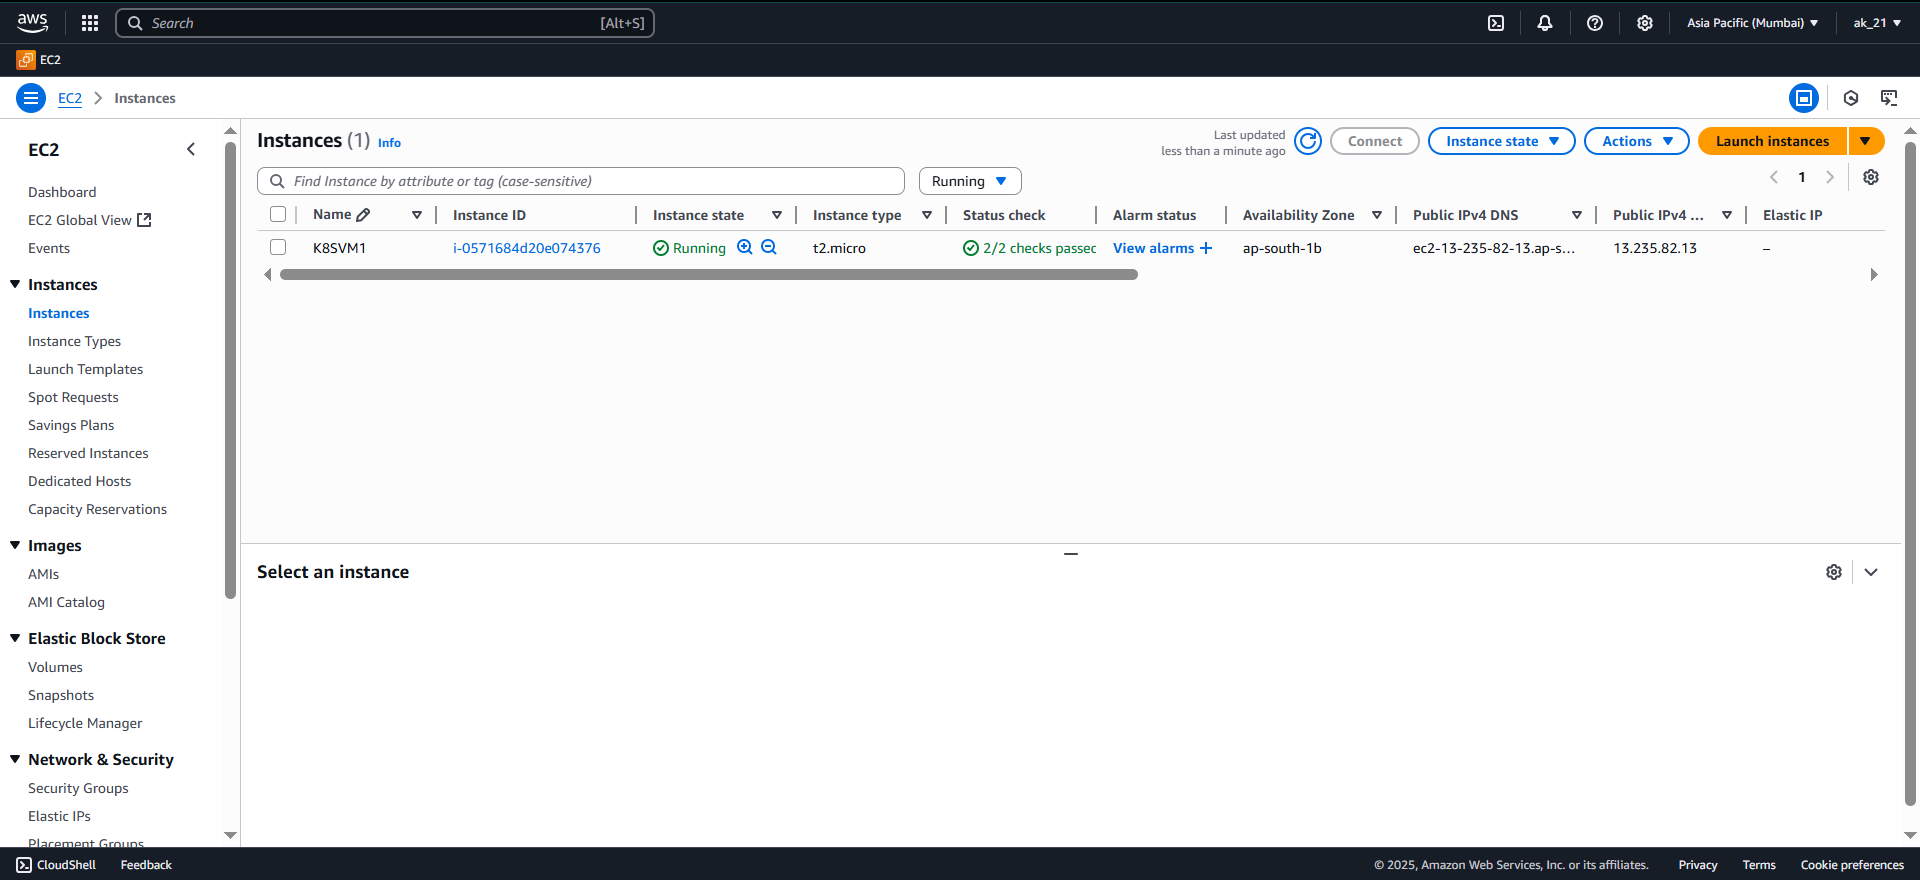 aws
Search [Alt+S]
Asia Pacific (Mumbai)
ak_21
EC2
EC2 > Instances
EC2
Dashboard
EC2 Global View
Events
Instances
Instances
Instance Types
Launch Templates
Spot Requests
Savings Plans
Reserved Instances
Dedicated Hosts
Capacity Reservations
Images
AMIs
AMI Catalog
Elastic Block Store
Volumes
Snapshots
Lifecycle Manager
Network & Security
Security Groups
Elastic IPs
Placement Groups
Instances (1) Info
Last updated
less than a minute ago
Connect
Instance state
Actions
Launch instances
Find Instance by attribute or tag (case-sensitive)
Running
1
Name Instance ID Instance state Instance type Status check Alarm status Availability Zone Public IPv4 DNS Public IPv4 ... Elastic IP
K8SVM1 i-0571684d20e074376 Running t2.micro 2/2 checks passec View alarms + ap-south-1b ec2-13-235-82-13.ap-s... 13.235.82.13 –
Select an instance
CloudShell Feedback © 2025, Amazon Web Services, Inc. or its affiliates. Privacy Terms Cookie preferences